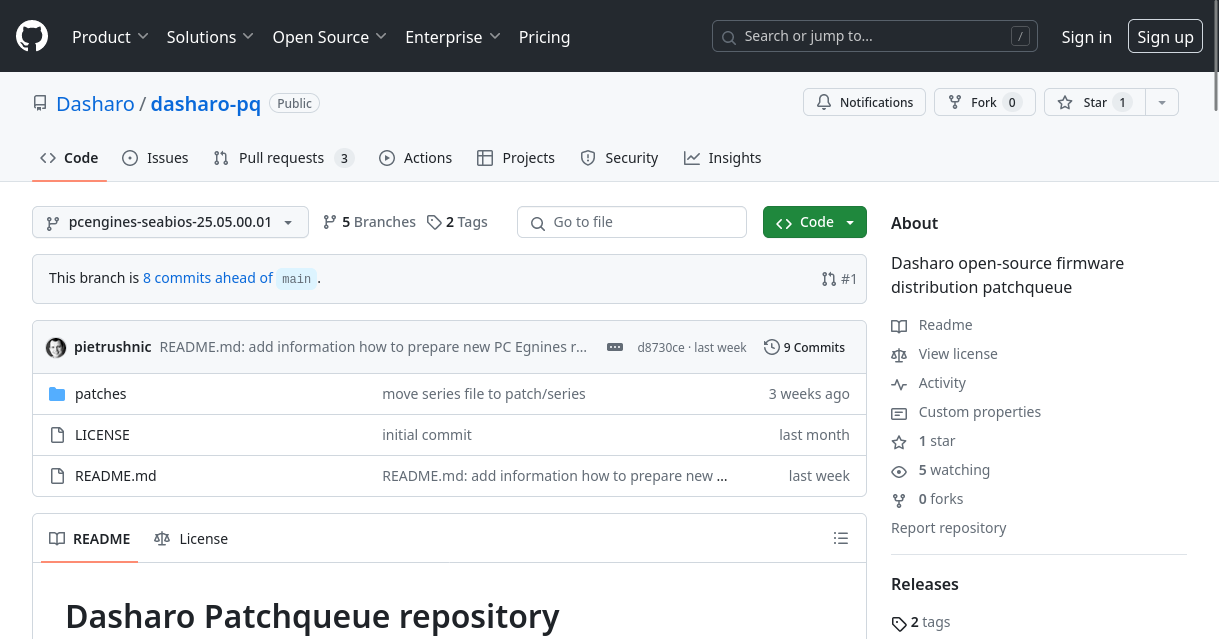 Product Solutions Open Source Enterprise Pricing Search or jump to... / Sign in Sign up
Dasharo / dasharo-pq Public Notifications Fork 0 Star 1
Code Issues Pull requests 3 Actions Projects Security Insights
pcengines-seabios-25.05.00.01 5 Branches 2 Tags Go to file Code
This branch is 8 commits ahead of main . #1
pietrushnic README.md: add information how to prepare new PC Egnines r... d8730ce · last week 9 Commits
patches move series file to patch/series 3 weeks ago
LICENSE initial commit last month
README.md README.md: add information how to prepare new ... last week
README License
Dasharo Patchqueue repository
About
Dasharo open-source firmware
distribution patchqueue
Readme
View license
Activity
Custom properties
1 star
5 watching
0 forks
Report repository
Releases
2 tags